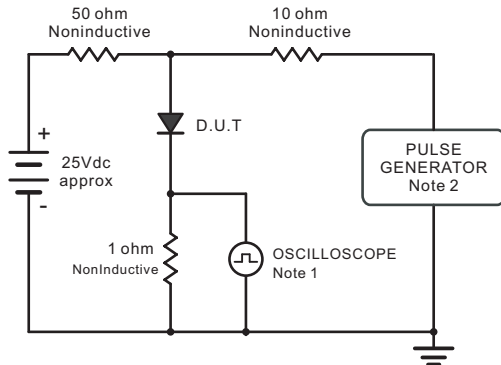 50 ohm
Noninductive
10 ohm
Noninductive
D.U.T
+
25Vdc
approx
-
PULSE
GENERATOR
Note 2
1 ohm
NonInductive
OSCILLOSCOPE
Note 1